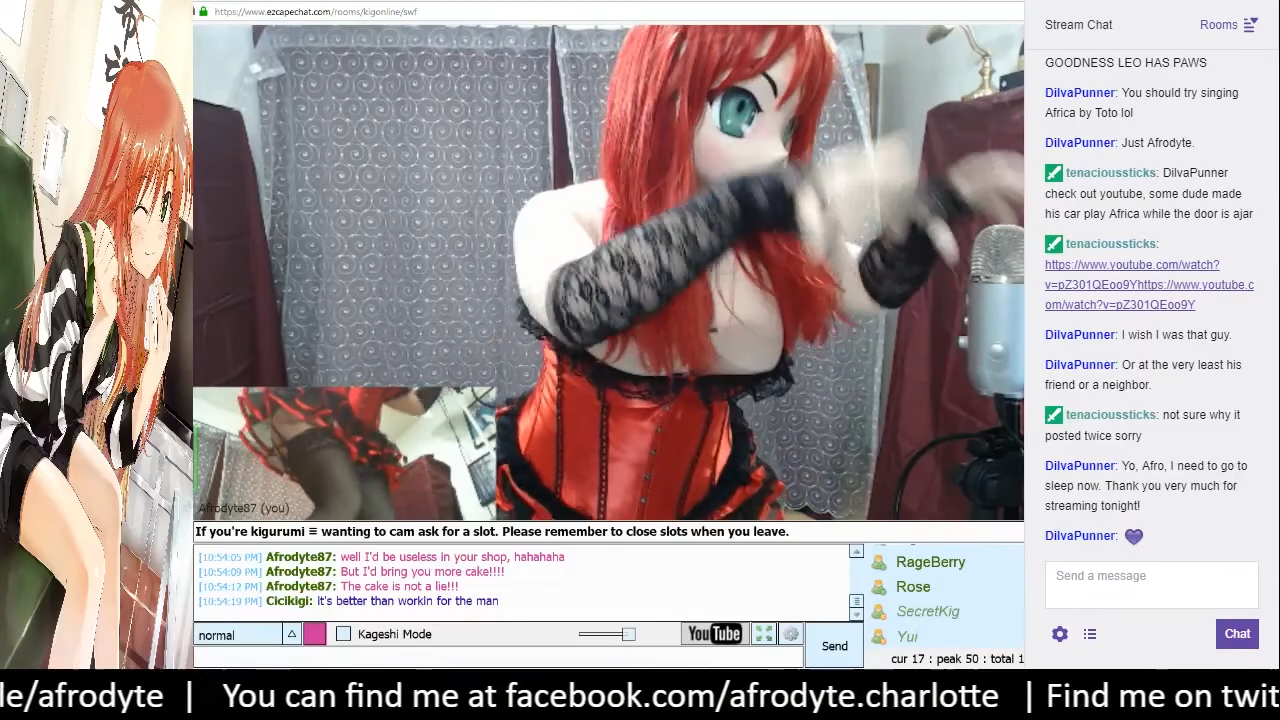 https://www.ezcapechat.com/rooms/kigonline/swf
Afrodyte87 (you)
If you're kigurumi ≡ wanting to cam ask for a slot. Please remember to close slots when you leave.
[10:54:05 PM] Afrodyte87: well I'd be useless in your shop, hahahaha
[10:54:09 PM] Afrodyte87: But I'd bring you more cake!!!!
[10:54:12 PM] Afrodyte87: The cake is not a lie!!!
[10:54:19 PM] Cicikigi: it's better than workin for the man
normal
Kageshi Mode
YouTube
Send
RageBerry
Rose
SecretKig
Yui
cur 17 : peak 50 : total 1
Stream Chat
Rooms
GOODNESS LEO HAS PAWS
DilvaPunner: You should try singing
Africa by Toto lol
DilvaPunner: Just Afrodyte.
tenacioussticks: DilvaPunner
check out youtube, some dude made
his car play Africa while the door is ajar
tenacioussticks:
https://www.youtube.com/watch?
v=pZ301QEoo9Yhttps://www.youtube.c
om/watch?v=pZ301QEoo9Y
DilvaPunner: I wish I was that guy.
DilvaPunner: Or at the very least his
friend or a neighbor.
tenacioussticks: not sure why it
posted twice sorry
DilvaPunner: Yo, Afro, I need to go to
sleep now. Thank you very much for
streaming tonight!
DilvaPunner: 💜
Send a message
Chat
le/afrodyte | You can find me at facebook.com/afrodyte.charlotte | Find me on twit